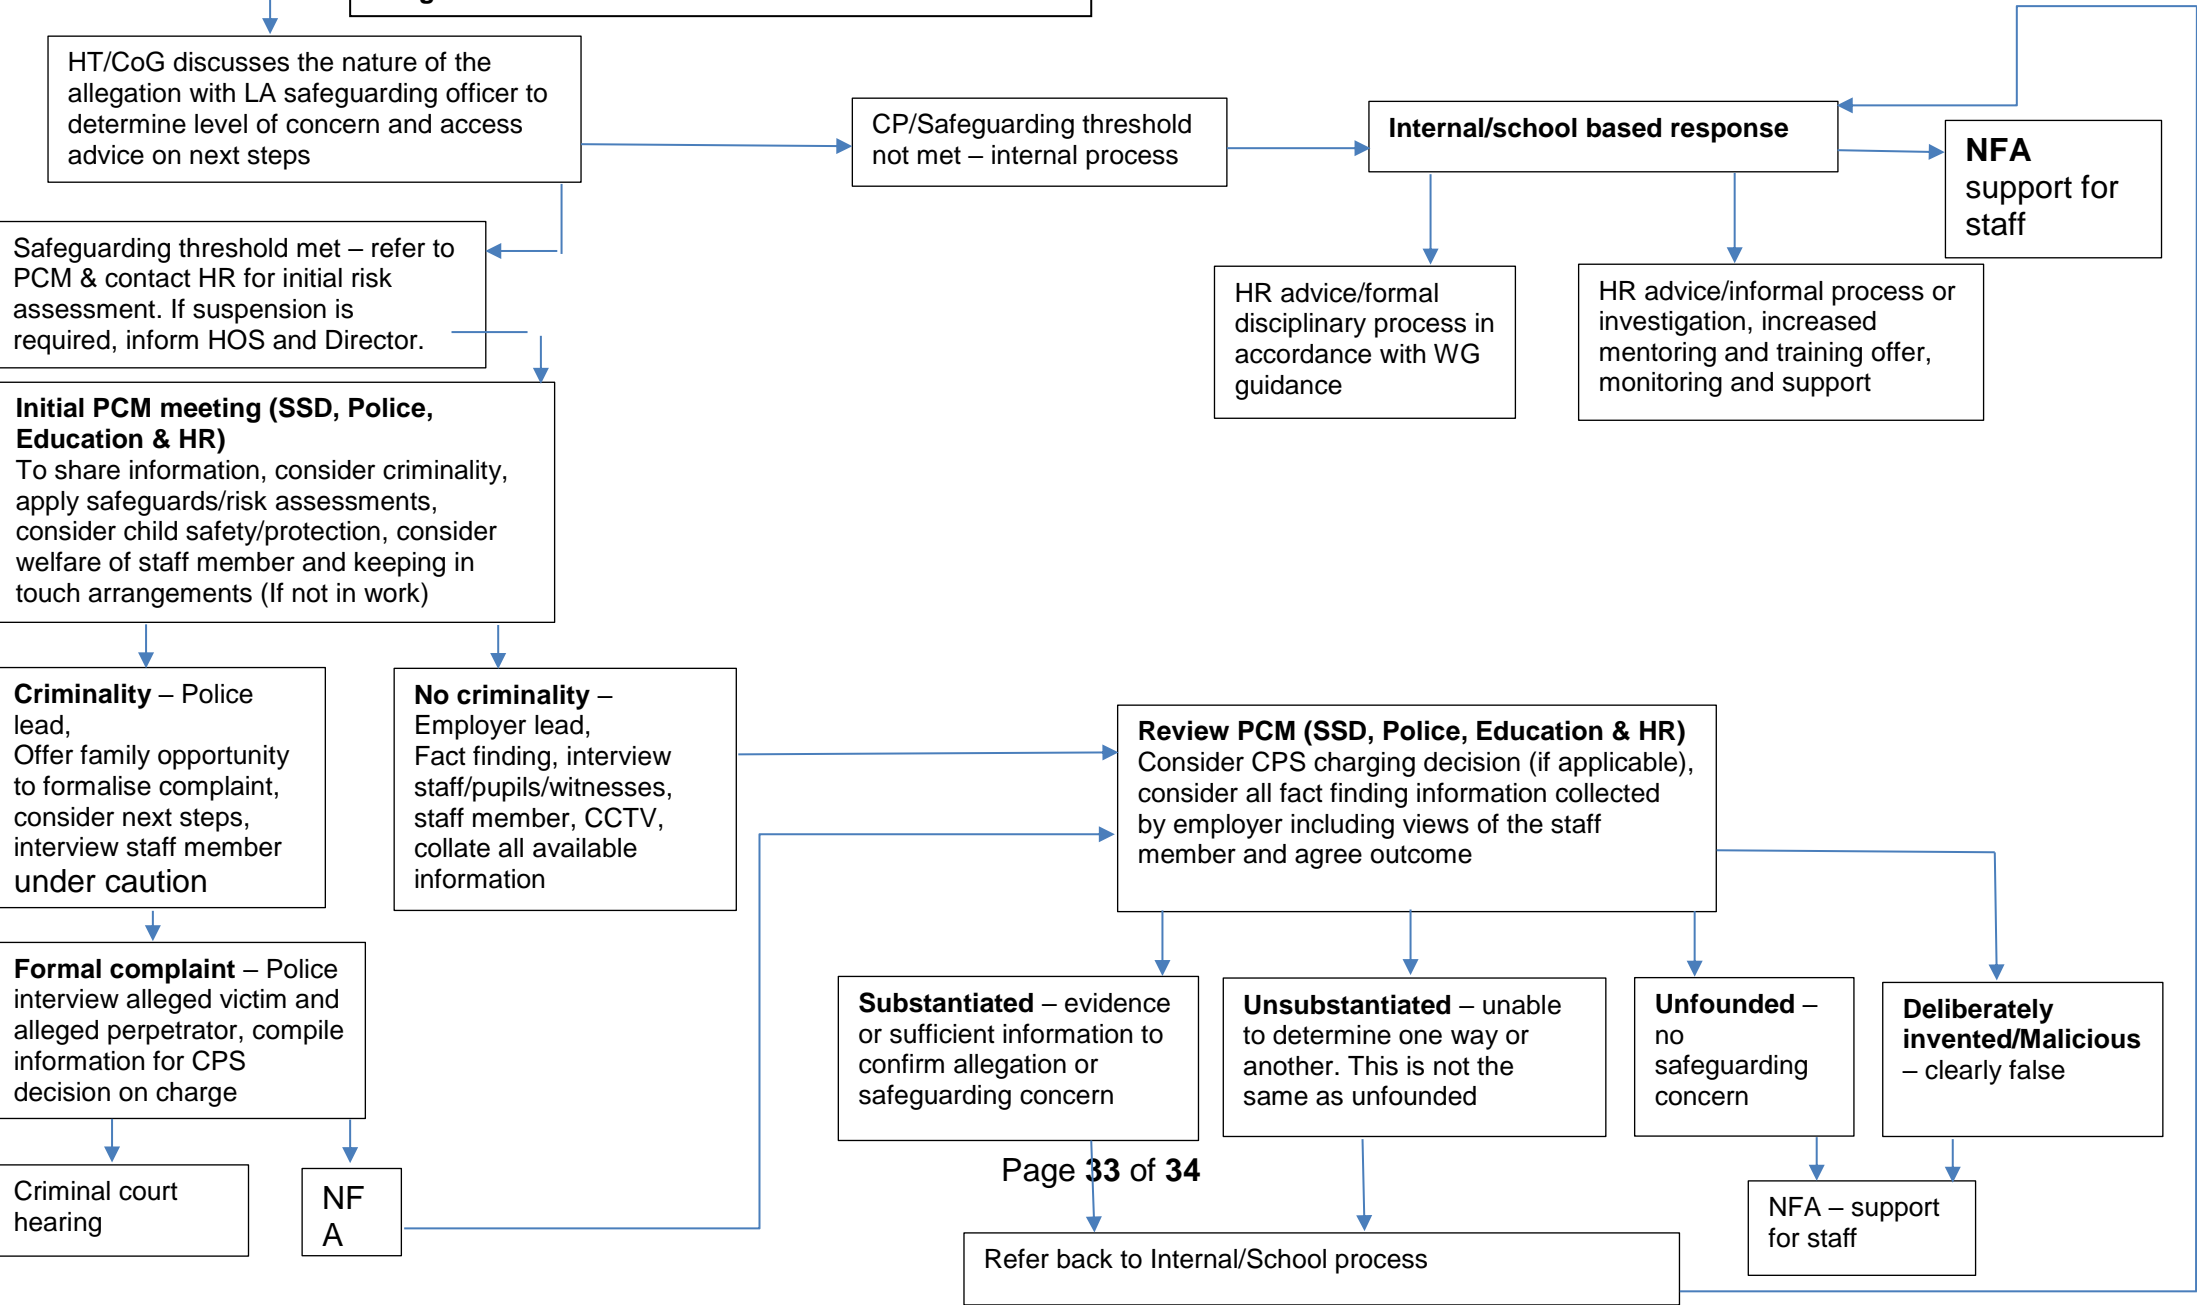 HT/CoG discusses the nature of the
allegation with LA safeguarding officer to
determine level of concern and access
advice on next steps
CP/Safeguarding threshold
not met – internal process
Internal/school based response
NFA
support for
staff
Safeguarding threshold met – refer to
PCM & contact HR for initial risk
assessment. If suspension is
required, inform HOS and Director.
HR advice/formal
disciplinary process in
accordance with WG
guidance
HR advice/informal process or
investigation, increased
mentoring and training offer,
monitoring and support
Initial PCM meeting (SSD, Police,
Education & HR)
To share information, consider criminality,
apply safeguards/risk assessments,
consider child safety/protection, consider
welfare of staff member and keeping in
touch arrangements (If not in work)
Criminality – Police
lead,
Offer family opportunity
to formalise complaint,
consider next steps,
interview staff member
under caution
No criminality –
Employer lead,
Fact finding, interview
staff/pupils/witnesses,
staff member, CCTV,
collate all available
information
Review PCM (SSD, Police, Education & HR)
Consider CPS charging decision (if applicable),
consider all fact finding information collected
by employer including views of the staff
member and agree outcome
Formal complaint – Police
interview alleged victim and
alleged perpetrator, compile
information for CPS
decision on charge
Substantiated – evidence
or sufficient information to
confirm allegation or
safeguarding concern
Unsubstantiated – unable
to determine one way or
another. This is not the
same as unfounded
Unfounded –
no
safeguarding
concern
Deliberately
invented/Malicious
– clearly false
Criminal court
hearing
NF
A
Page 33 of 34
NFA – support
for staff
Refer back to Internal/School process